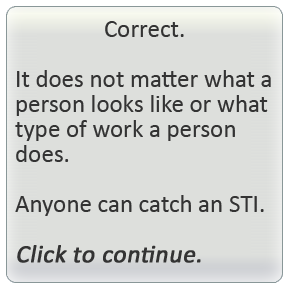 Correct.
It does not matter what a
person looks like or what
type of work a person
does.
Anyone can catch an STI.
Click to continue.